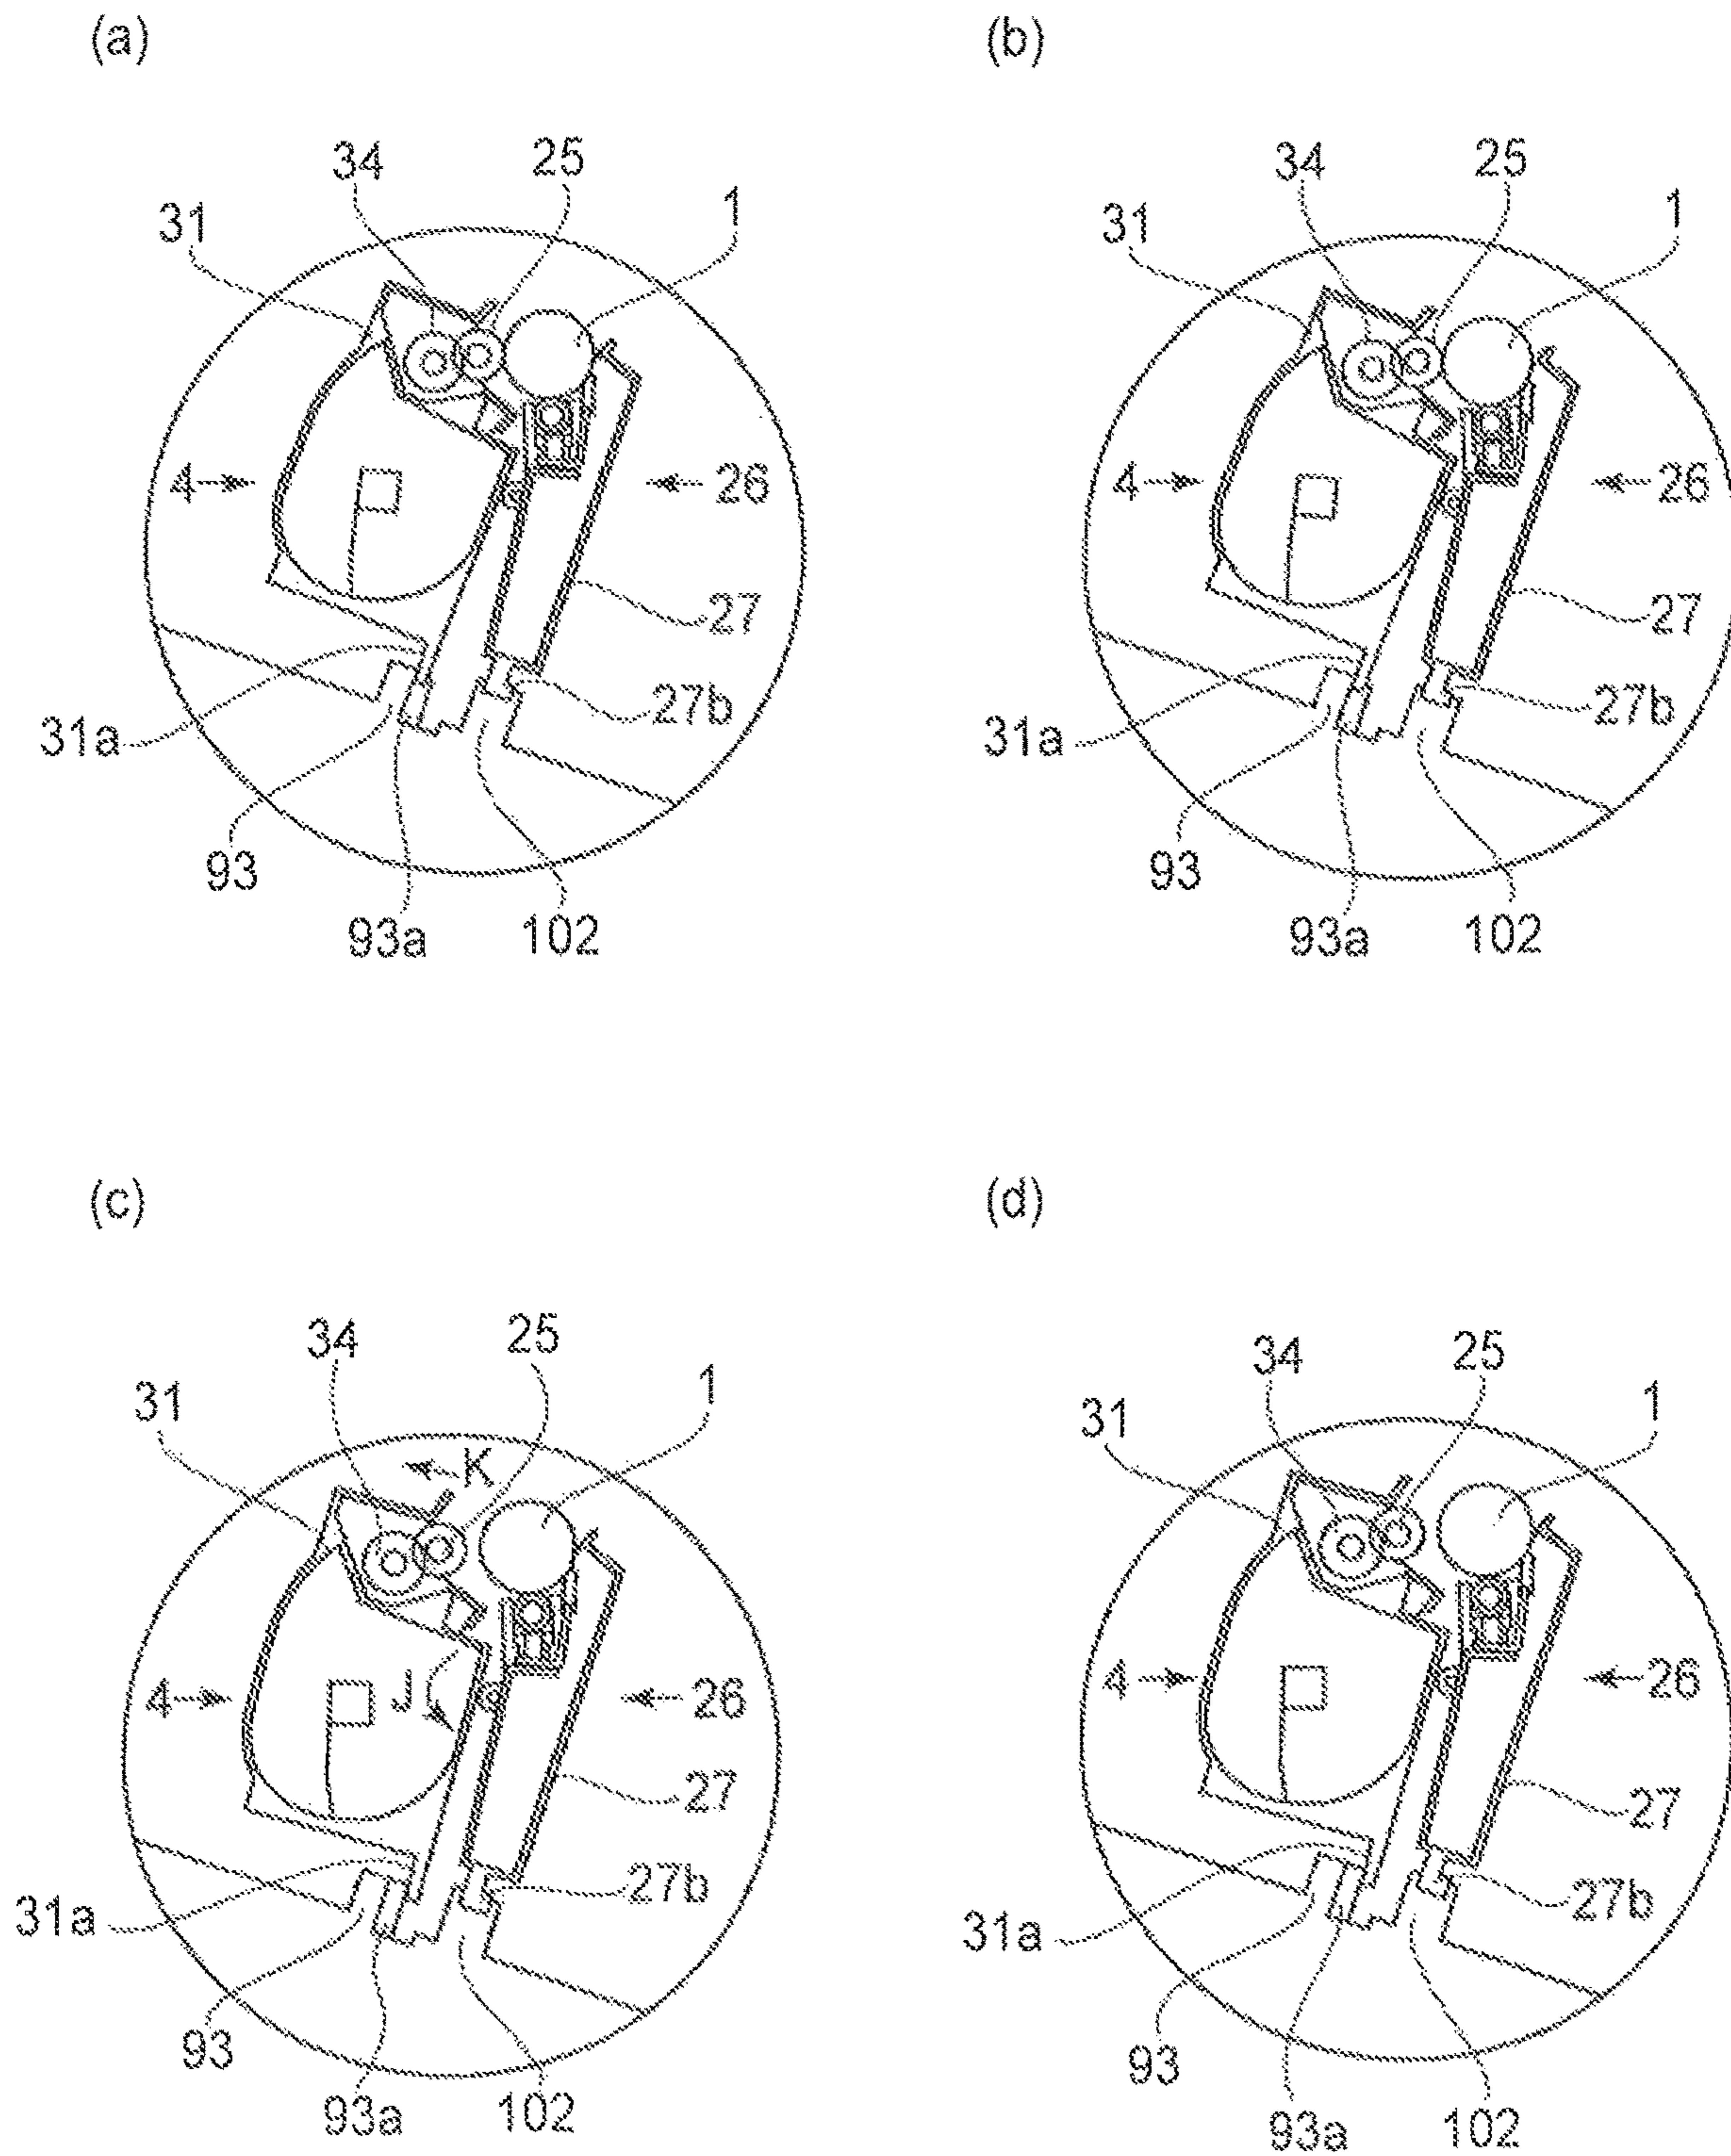 (a) (b)
34 25 1 34 25 1
31 31
4 26 4 26
27 27
27b 27b
31a 31a
93 93
93a 102 93a 102
(c) (d)
34 25 1 34 25 1
31 K 31
4 J 26 4 26
27 27
27b 27b
31a 31a
93 93
93a 102 93a 102